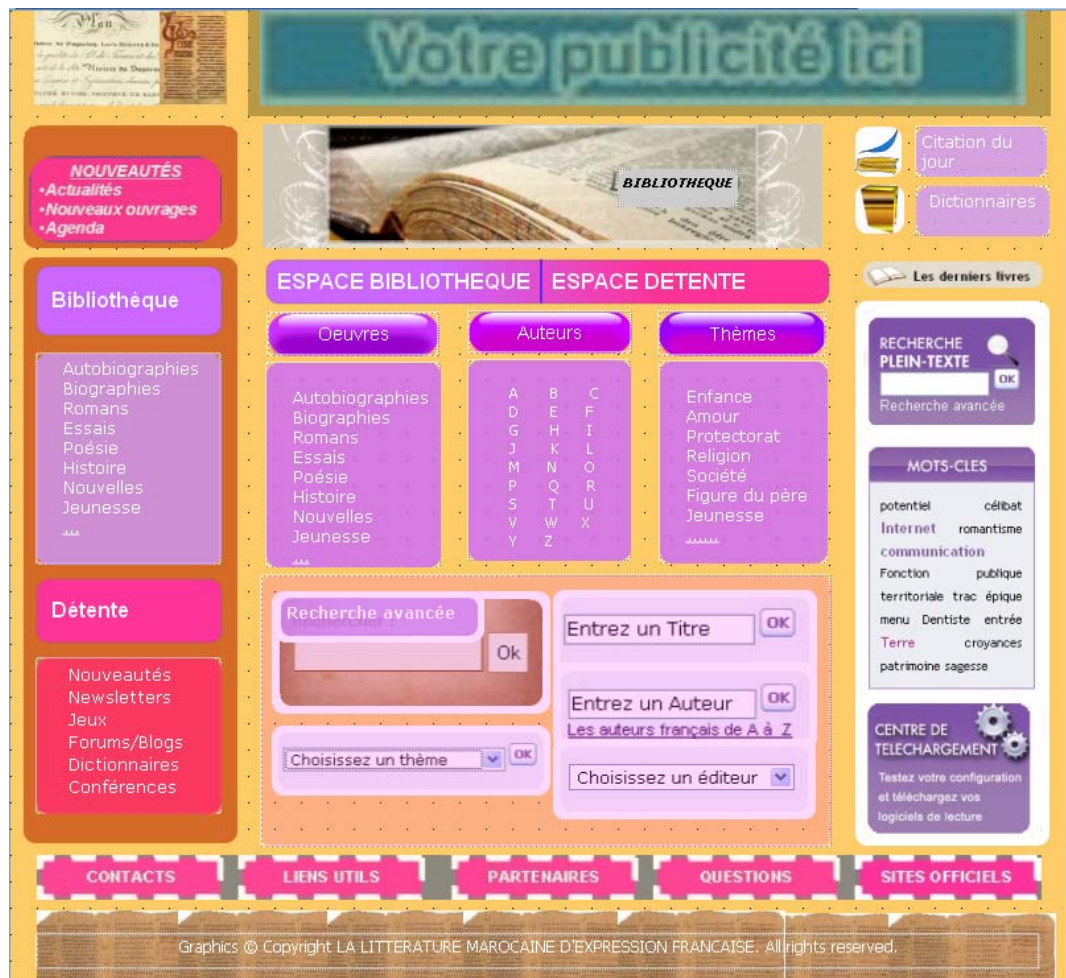 Plan
Votre publicité ici
NOUVEAUTÉS
•Actualités
•Nouveaux ouvrages
•Agenda
BIBLIOTHEQUE
Citation du
jour
Dictionnaires
Bibliothèque
Autobiographies
Biographies
Romans
Essais
Poésie
Histoire
Nouvelles
Jeunesse
...
Détente
Nouveautés
Newsletters
Jeux
Forums/Blogs
Dictionnaires
Conférences
ESPACE BIBLIOTHEQUE ESPACE DETENTE
Oeuvres
Autobiographies
Biographies
Romans
Essais
Poésie
Histoire
Nouvelles
Jeunesse
...
Auteurs
A B C
D E F
G H I
J K L
M N O
P Q R
S T U
V W X
Y Z
Thèmes
Enfance
Amour
Protectorat
Religion
Société
Figure du père
Jeunesse
......
Recherche avancée
Ok
Choisissez un thème OK
Entrez un Titre OK
Entrez un Auteur OK
Les auteurs français de A à Z
Choisissez un éditeur
Les derniers livres
RECHERCHE
PLEIN-TEXTE
OK
Recherche avancée
MOTS-CLES
potentiel célibat
Internet romantisme
communication
Fonction publique
territoriale trac épique
menu Dentiste entrée
Terre croyances
patrimoine sagesse
CENTRE DE
TELECHARGEMENT
Testez votre configuration
et téléchargez vos
logiciels de lecture
CONTACTS LIENS UTILS PARTENAIRES QUESTIONS SITES OFFICIELS
Graphics © Copyright LA LITTERATURE MAROCAINE D'EXPRESSION FRANCAISE. All rights reserved.